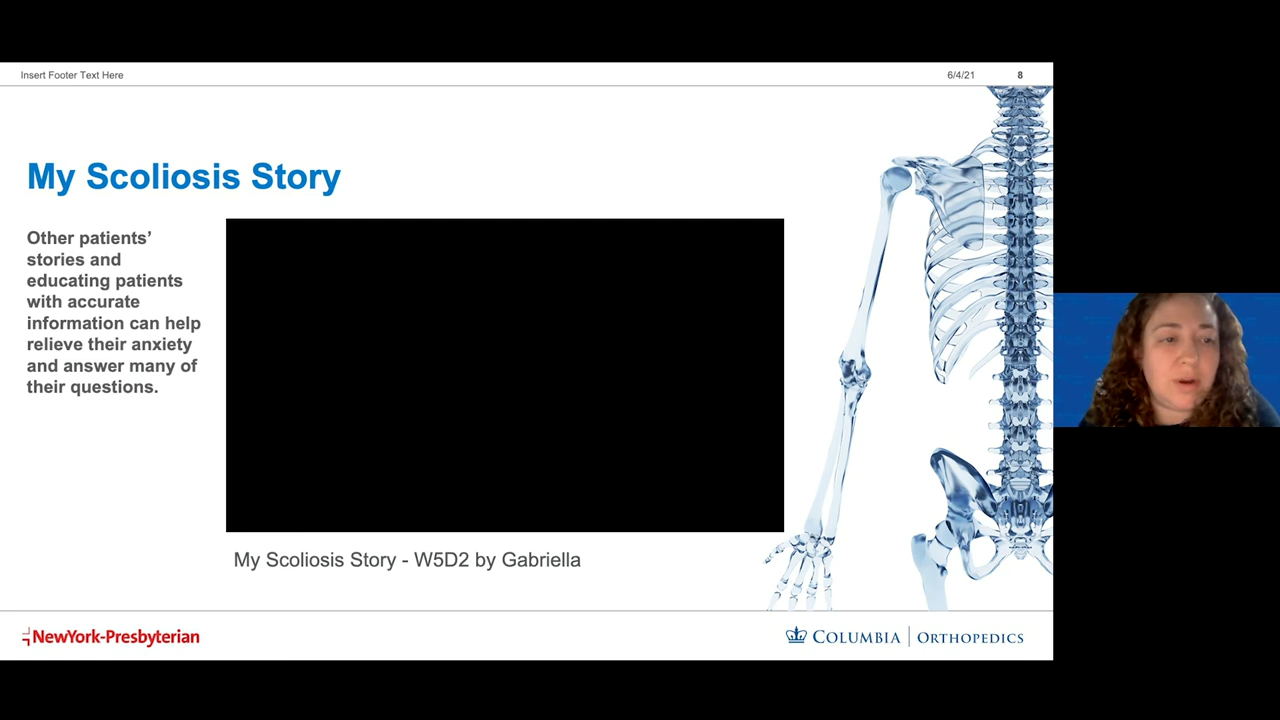 Insert Footer Text Here
6/4/21
8
My Scoliosis Story
Other patients’
stories and
educating patients
with accurate
information can help
relieve their anxiety
and answer many of
their questions.
My Scoliosis Story - W5D2 by Gabriella
NewYork-Presbyterian
COLUMBIA | ORTHOPEDICS